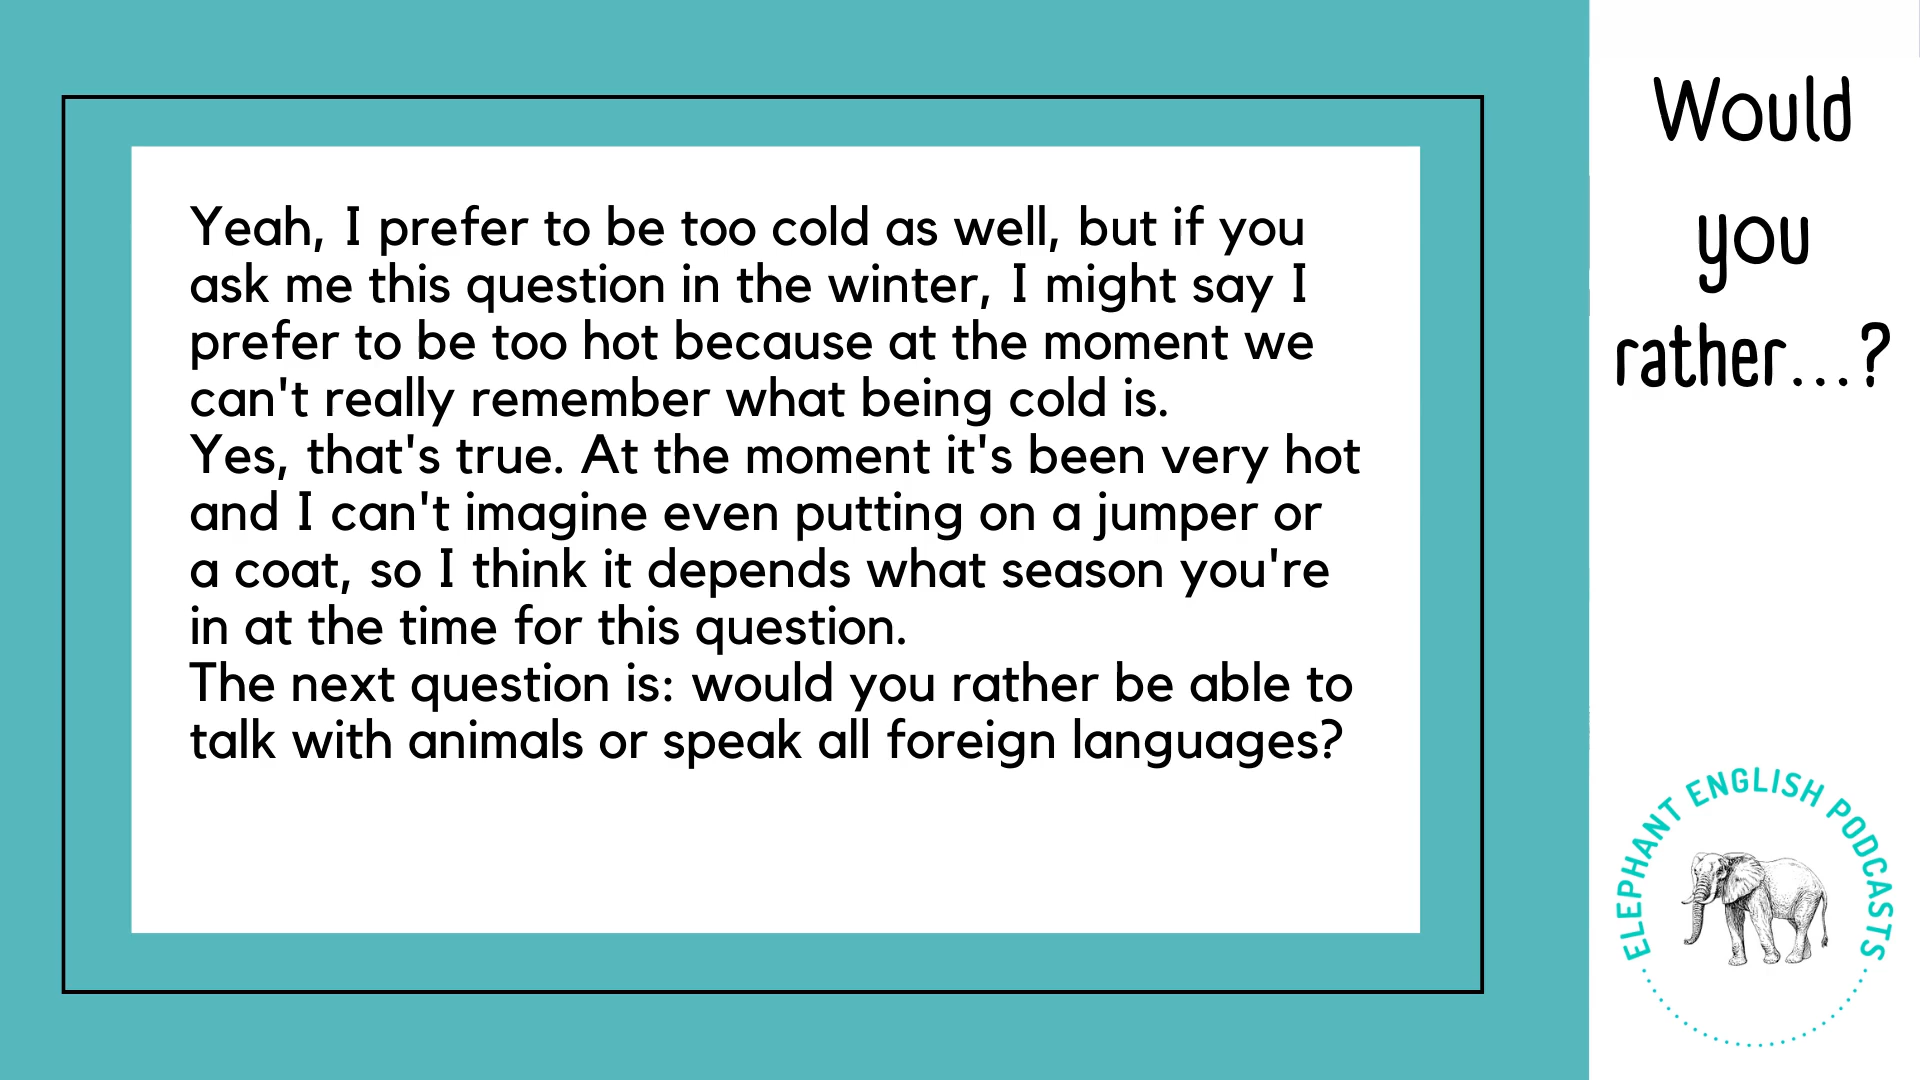 Yeah, I prefer to be too cold as well, but if you
ask me this question in the winter, I might say I
prefer to be too hot because at the moment we
can't really remember what being cold is.
Yes, that's true. At the moment it's been very hot
and I can't imagine even putting on a jumper or
a coat, so I think it depends what season you're
in at the time for this question.
The next question is: would you rather be able to
talk with animals or speak all foreign languages?
Would
you
rather...?
ELEPHANT ENGLISH PODCASTS